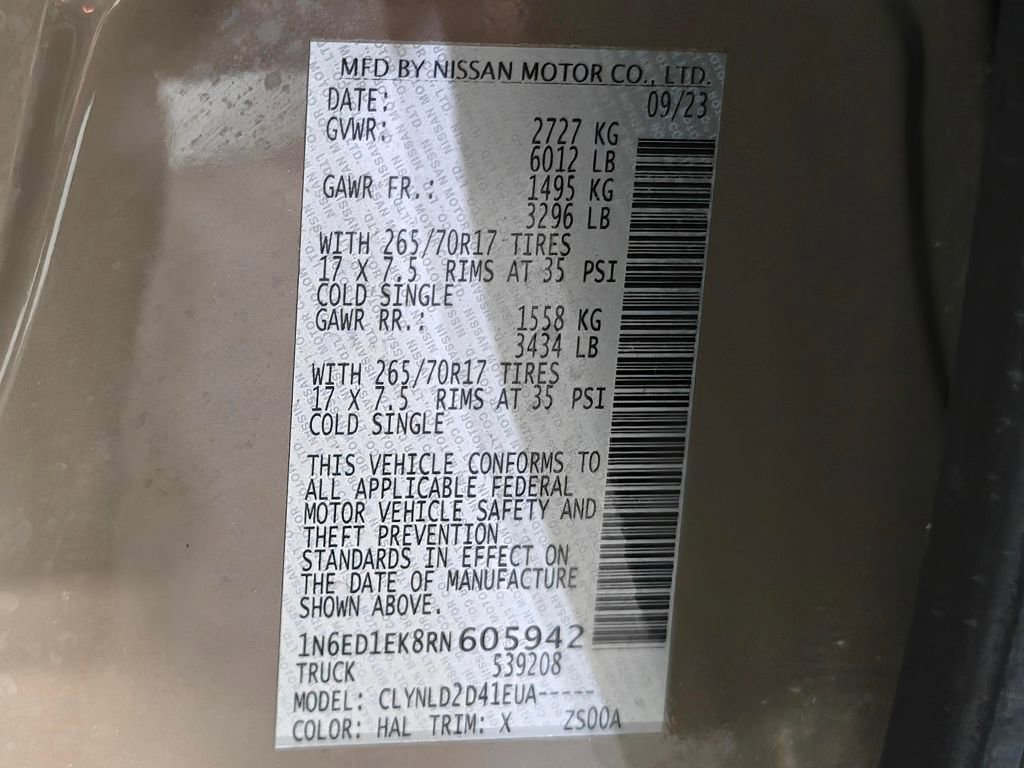 MFD BY NISSAN MOTOR CO., LTD.
DATE: 09/23
GVWR: 2727 KG
6012 LB
GAWR FR.: 1495 KG
3296 LB
WITH 265/70R17 TIRES
17 X 7.5 RIMS AT 35 PSI
COLD SINGLE
GAWR RR.: 1558 KG
3434 LB
WITH 265/70R17 TIRES
17 X 7.5 RIMS AT 35 PSI
COLD SINGLE
THIS VEHICLE CONFORMS TO
ALL APPLICABLE FEDERAL
MOTOR VEHICLE SAFETY AND
THEFT PREVENTION
STANDARDS IN EFFECT ON
THE DATE OF MANUFACTURE
SHOWN ABOVE.
1N6ED1EK8RN605942
TRUCK 539208
MODEL: CLYNLD2D41EUA-----
COLOR: HAL TRIM: X ZS00A